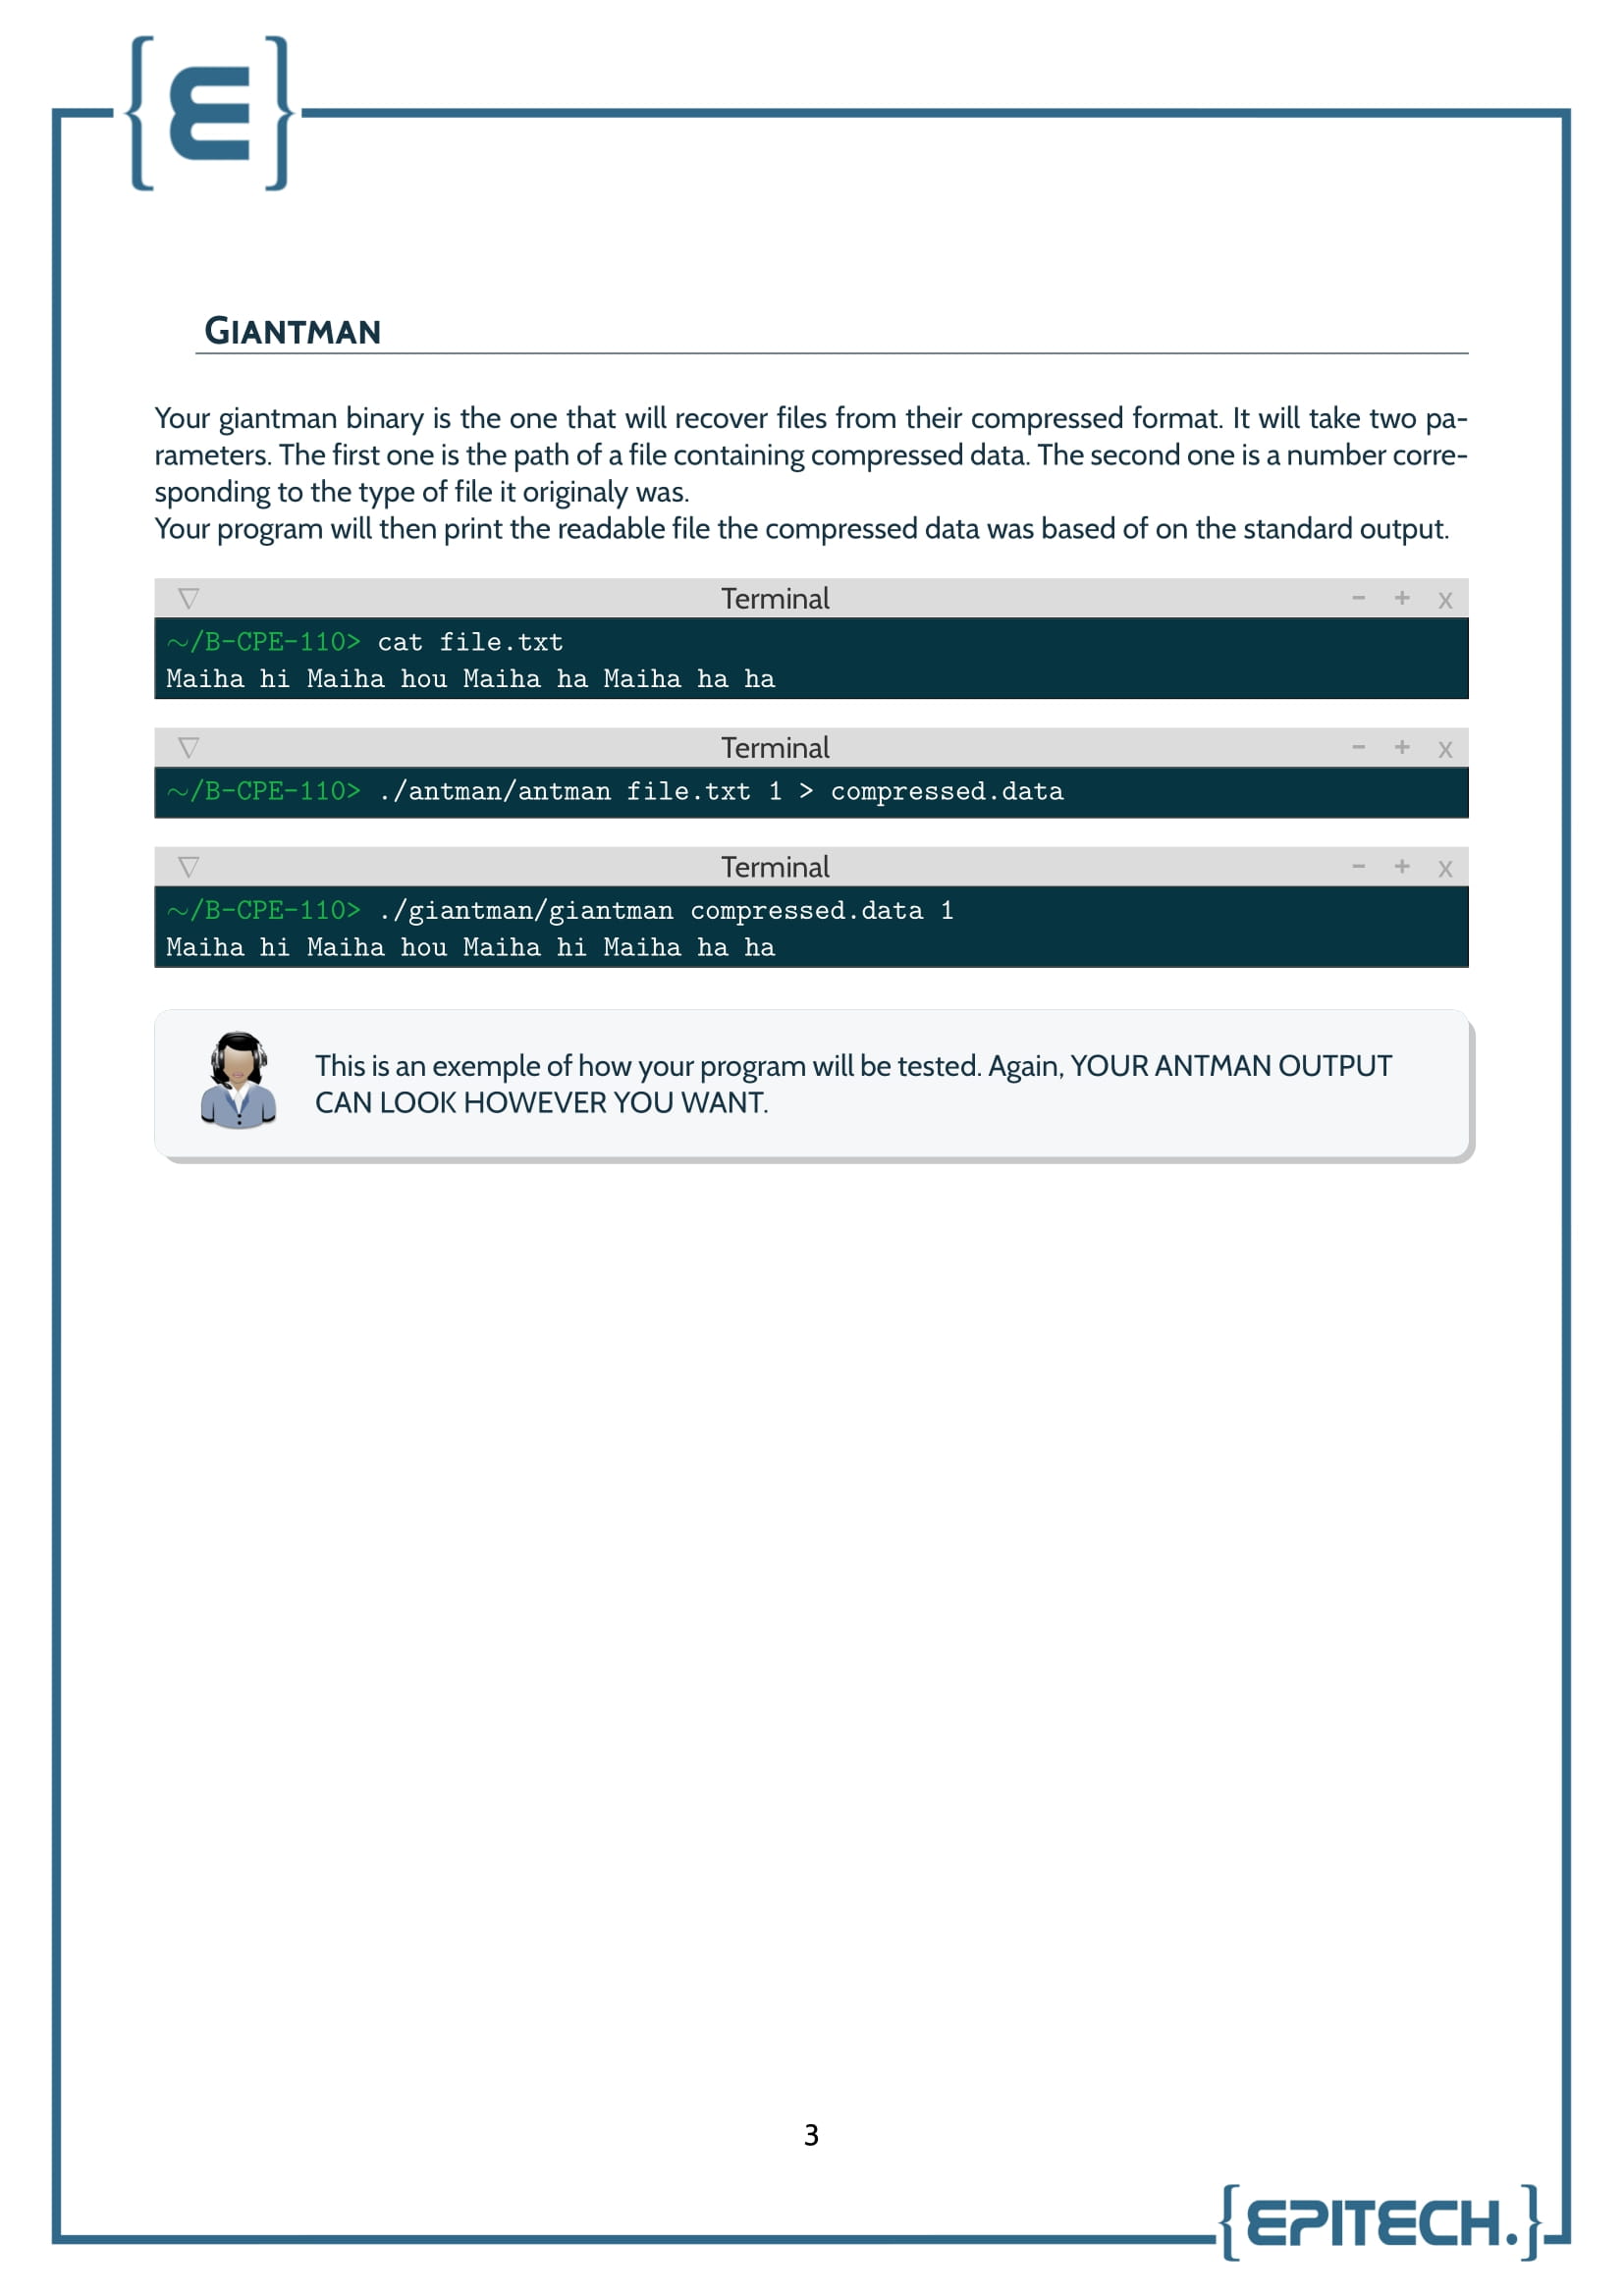 {E}
GIANTMAN
Your giantman binary is the one that will recover files from their compressed format. It will take two pa-
rameters. The first one is the path of a file containing compressed data. The second one is a number corre-
sponding to the type of file it originaly was.
Your program will then print the readable file the compressed data was based of on the standard output.
▽ Terminal - + x
~/B-CPE-110> cat file.txt
Maiha hi Maiha hou Maiha ha Maiha ha ha
▽ Terminal - + x
~/B-CPE-110> ./antman/antman file.txt 1 > compressed.data
▽ Terminal - + x
~/B-CPE-110> ./giantman/giantman compressed.data 1
Maiha hi Maiha hou Maiha hi Maiha ha ha
This is an exemple of how your program will be tested. Again, YOUR ANTMAN OUTPUT
CAN LOOK HOWEVER YOU WANT.
3
{EPITECH.}